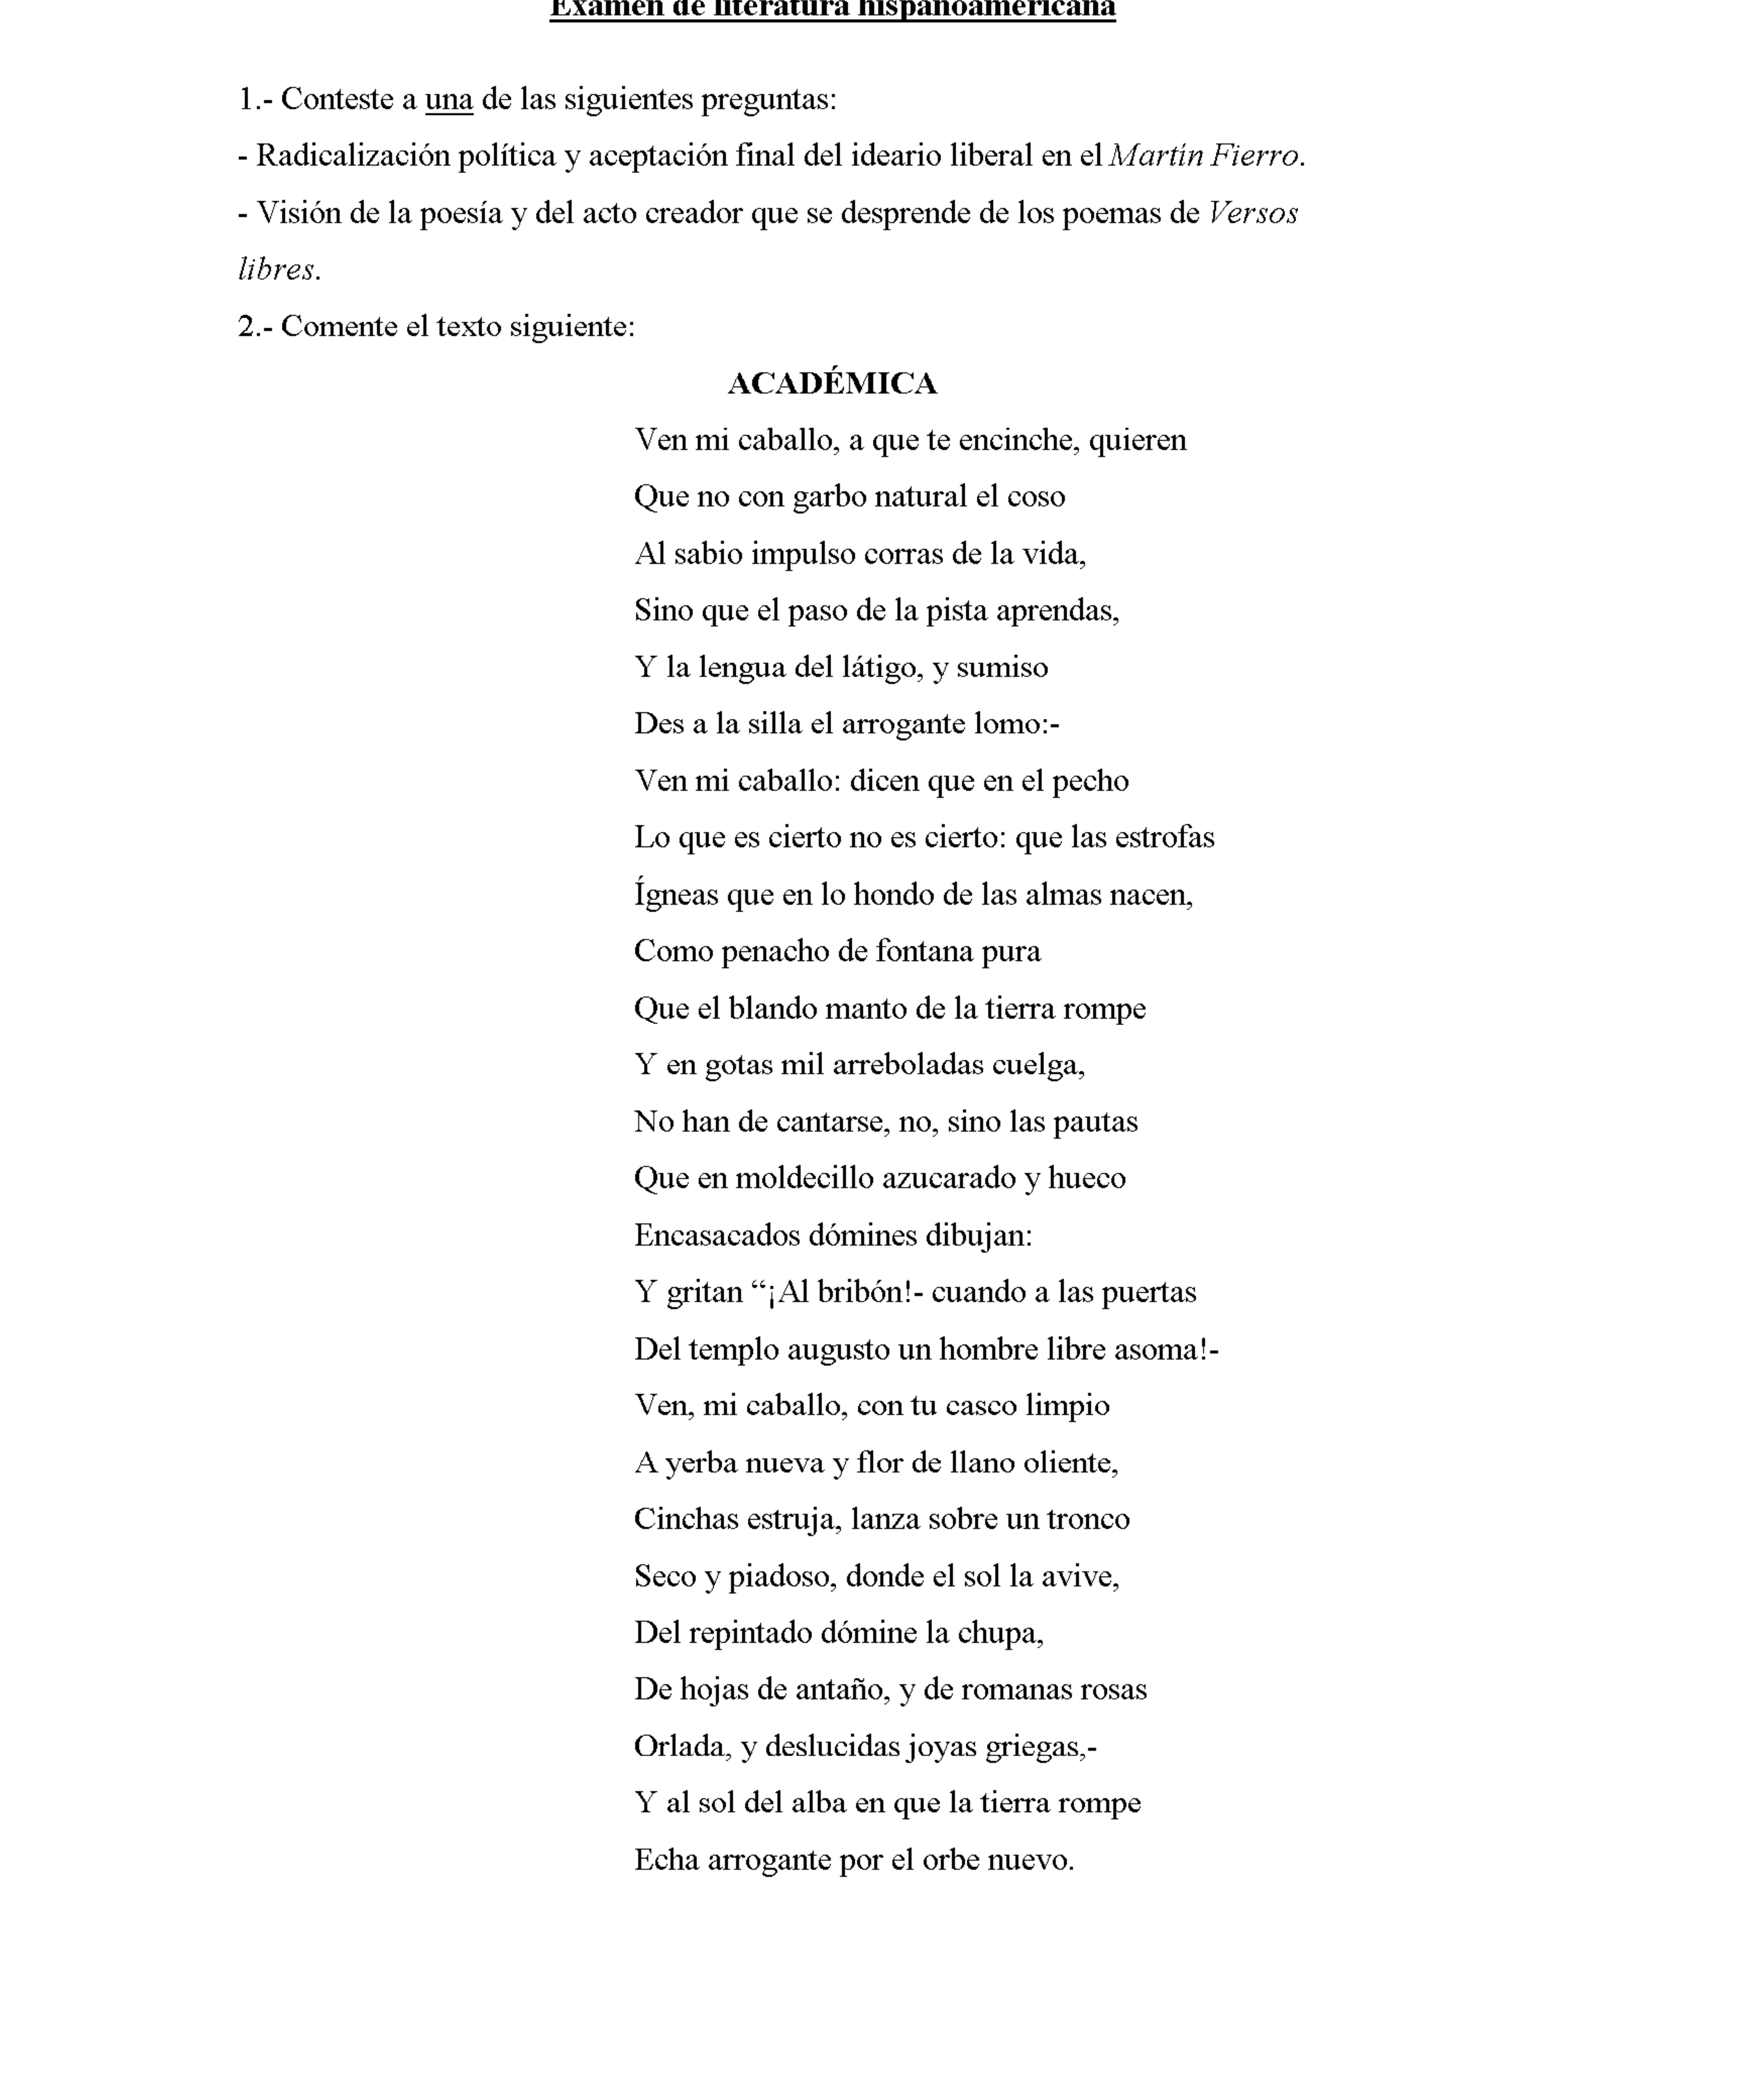 Examen de literatura hispanoamericana
1.- Conteste a una de las siguientes preguntas:
- Radicalización política y aceptación final del ideario liberal en el Martín Fierro.
- Visión de la poesía y del acto creador que se desprende de los poemas de Versos
libres.
2.- Comente el texto siguiente:
ACADÉMICA
Ven mi caballo, a que te encinche, quieren
Que no con garbo natural el coso
Al sabio impulso corras de la vida,
Sino que el paso de la pista aprendas,
Y la lengua del látigo, y sumiso
Des a la silla el arrogante lomo:-
Ven mi caballo: dicen que en el pecho
Lo que es cierto no es cierto: que las estrofas
Ígneas que en lo hondo de las almas nacen,
Como penacho de fontana pura
Que el blando manto de la tierra rompe
Y en gotas mil arreboladas cuelga,
No han de cantarse, no, sino las pautas
Que en moldecillo azucarado y hueco
Encasacados dómines dibujan:
Y gritan “¡Al bribón!- cuando a las puertas
Del templo augusto un hombre libre asoma!-
Ven, mi caballo, con tu casco limpio
A yerba nueva y flor de llano oliente,
Cinchas estruja, lanza sobre un tronco
Seco y piadoso, donde el sol la avive,
Del repintado dómine la chupa,
De hojas de antaño, y de romanas rosas
Orlada, y deslucidas joyas griegas,-
Y al sol del alba en que la tierra rompe
Echa arrogante por el orbe nuevo.